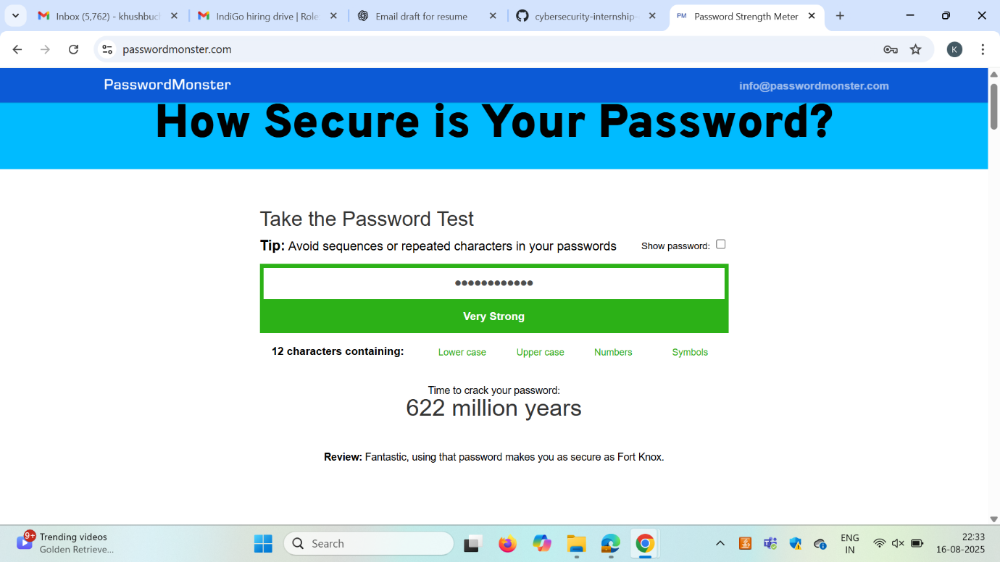 Inbox (5,762) - khushbuc
IndiGo hiring drive | Role
Email draft for resume
cybersecurity-internship-
PM Password Strength Meter
passwordmonster.com
K
PasswordMonster
info@passwordmonster.com
How Secure is Your Password?
Take the Password Test
Tip: Avoid sequences or repeated characters in your passwords
Show password:
••••••••••••
Very Strong
12 characters containing:
Lower case
Upper case
Numbers
Symbols
Time to crack your password:
622 million years
Review: Fantastic, using that password makes you as secure as Fort Knox.
9+
Trending videos
Golden Retrieve...
Search
ENG
IN
22:33
16-08-2025